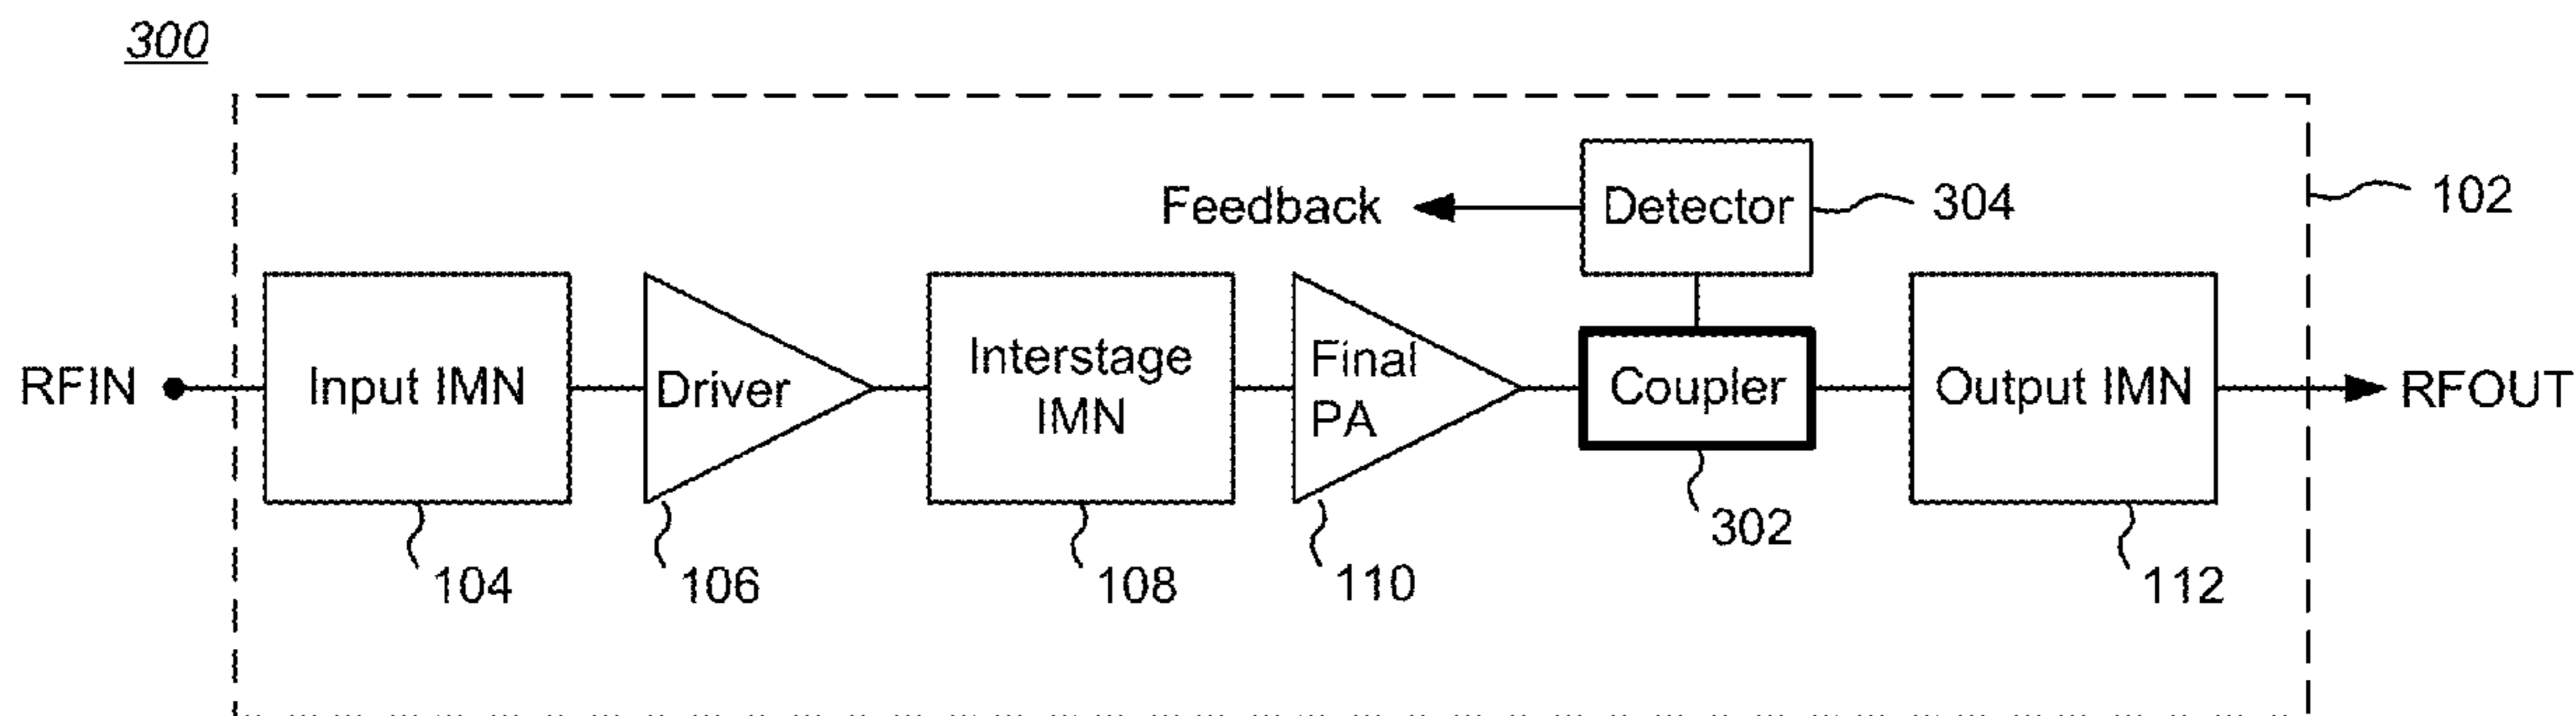 300
Feedback
Detector
304
102
RFIN
Input IMN
Driver
Interstage
IMN
Final
PA
Coupler
Output IMN
RFOUT
302
104
106
108
110
112